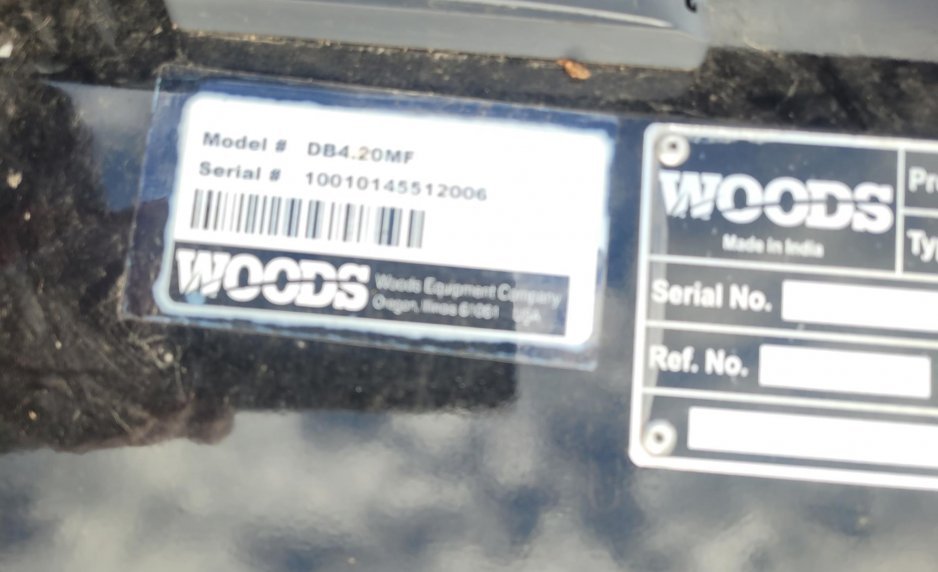 Model # DB4.20MF
Serial # 10010145512006
WOODS
Woods Equipment Company
Oregon, Illinois 61061 USA
WOODS
Made in India
Serial No.
Ref. No.